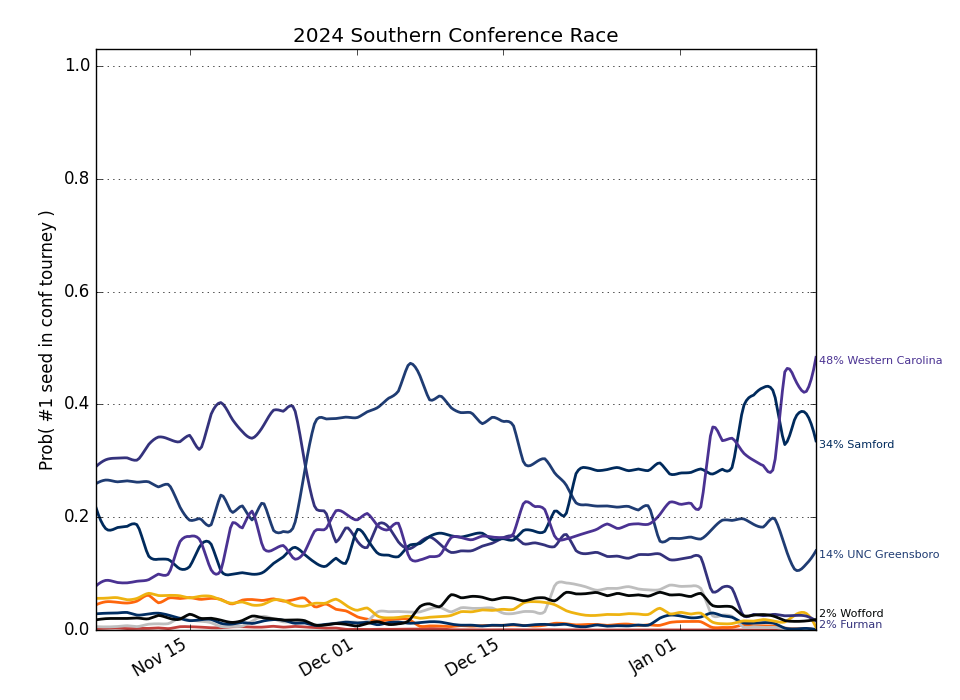 2024 Southern Conference Race
Prob( #1 seed in conf tourney )
1.0
0.8
0.6
0.4
0.2
0.0
48% Western Carolina
34% Samford
14% UNC Greensboro
2% Wofford
2% Furman
Nov 15
Dec 01
Dec 15
Jan 01